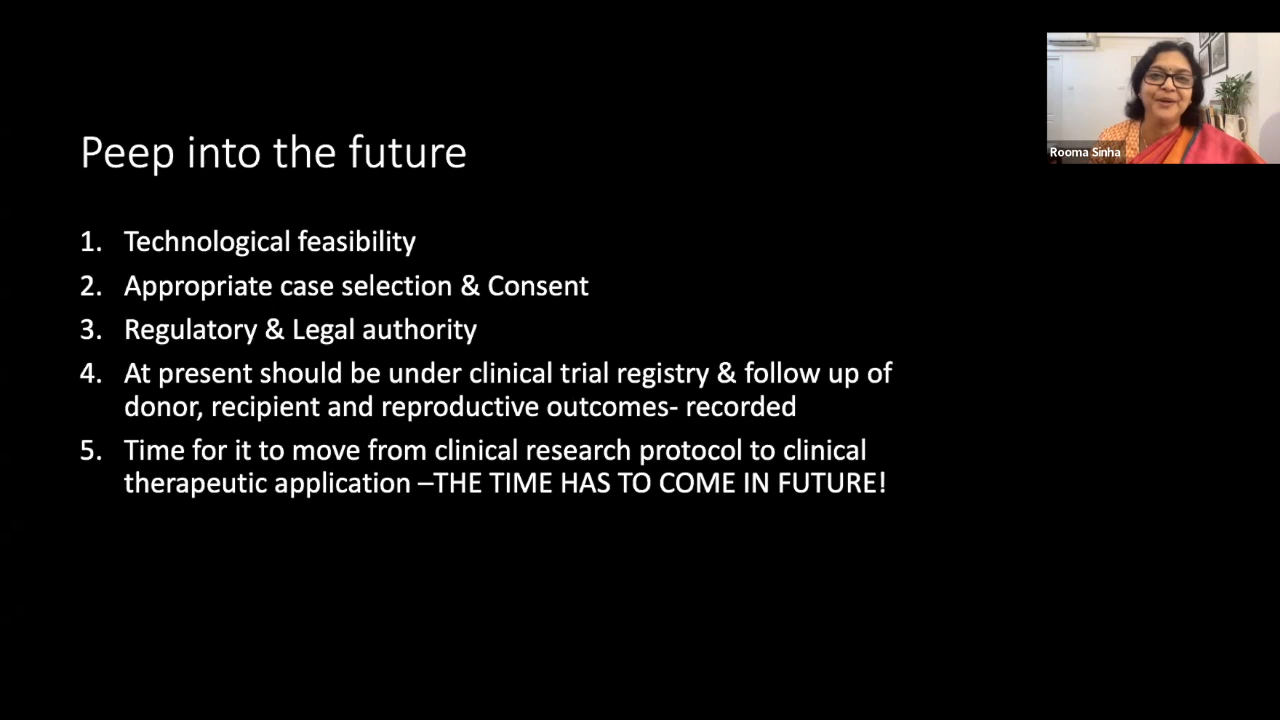 Peep into the future
Rooma Sinha
1. Technological feasibility
2. Appropriate case selection & Consent
3. Regulatory & Legal authority
4. At present should be under clinical trial registry & follow up of
donor, recipient and reproductive outcomes- recorded
5. Time for it to move from clinical research protocol to clinical
therapeutic application –THE TIME HAS TO COME IN FUTURE!